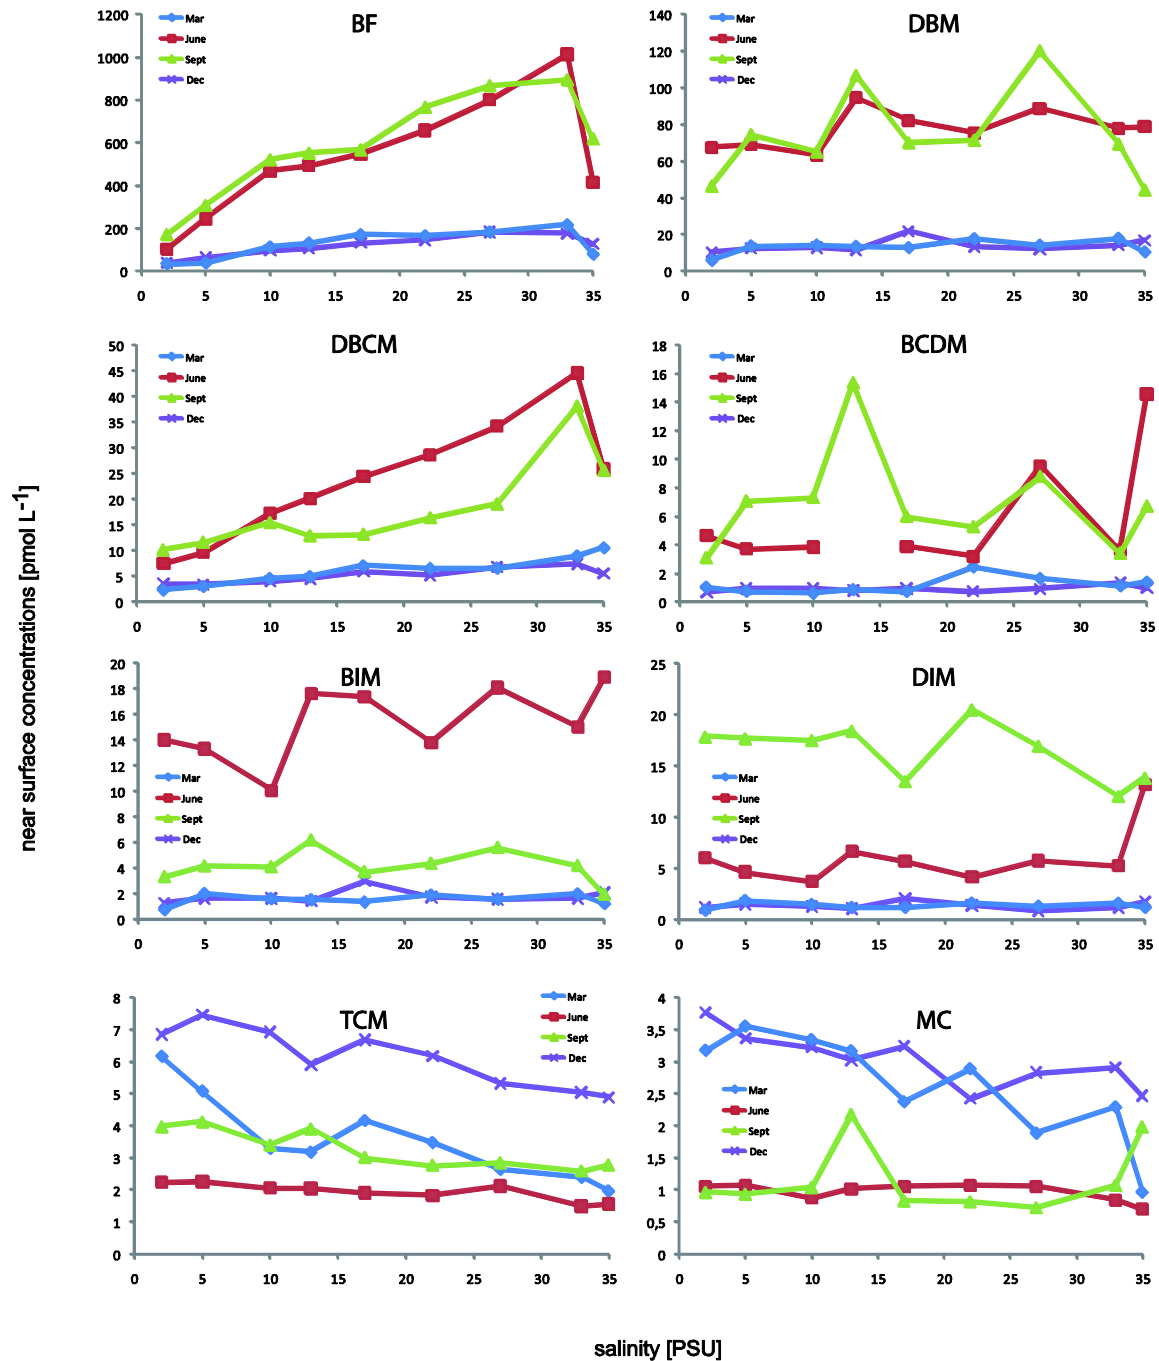 BF
Mar
June
Sept
Dec
1200
1000
800
600
400
200
0
0 5 10 15 20 25 30 35
DBM
Mar
June
Sept
Dec
140
120
100
80
60
40
20
0
0 5 10 15 20 25 30 35
DBCM
Mar
June
Sept
Dec
50
45
40
35
30
25
20
15
10
5
0
0 5 10 15 20 25 30 35
BCDM
Mar
June
Sept
Dec
18
16
14
12
10
8
6
4
2
0
0 5 10 15 20 25 30 35
near surface concentrations [pmol L⁻¹]
BIM
Mar
June
Sept
Dec
20
18
16
14
12
10
8
6
4
2
0
0 5 10 15 20 25 30 35
DIM
Mar
June
Sept
Dec
25
20
15
10
5
0
0 5 10 15 20 25 30 35
TCM
Mar
June
Sept
Dec
8
7
6
5
4
3
2
1
0
0 5 10 15 20 25 30 35
MC
Mar
June
Sept
Dec
4
3,5
3
2,5
2
1,5
1
0,5
0
0 5 10 15 20 25 30 35
salinity [PSU]